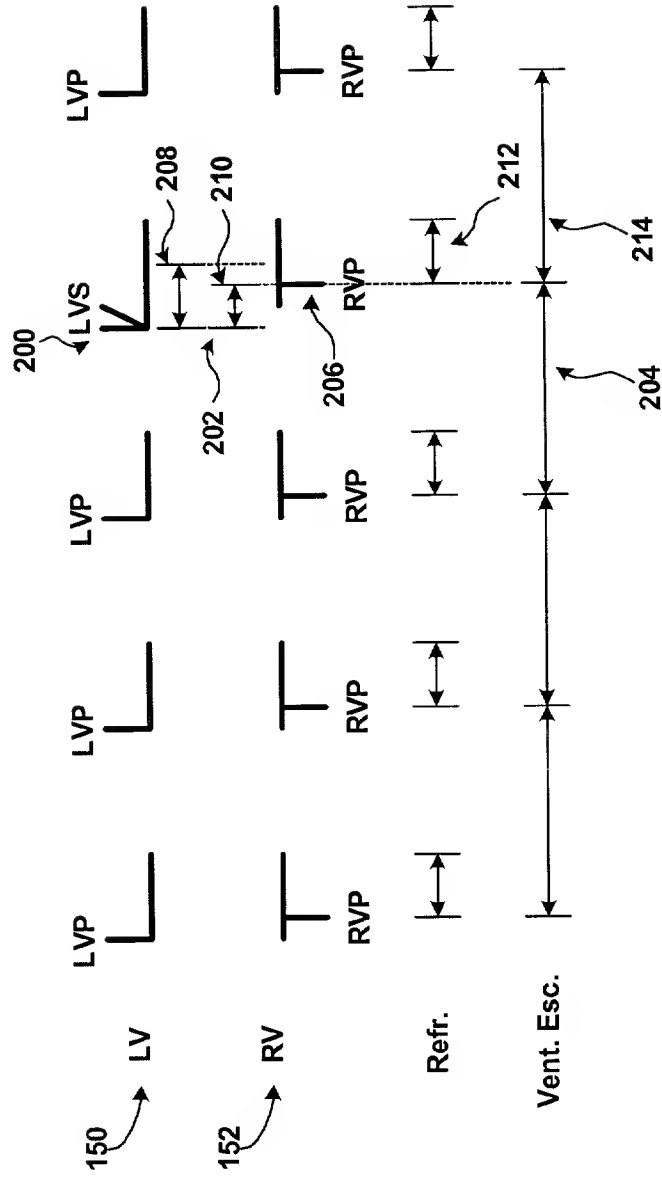 200
LVP LVP LVP LVS LVP
150 LV
208
210
202
152 RV
206
RVP RVP RVP RVP RVP
Refr.
212
Vent. Esc.
204 214